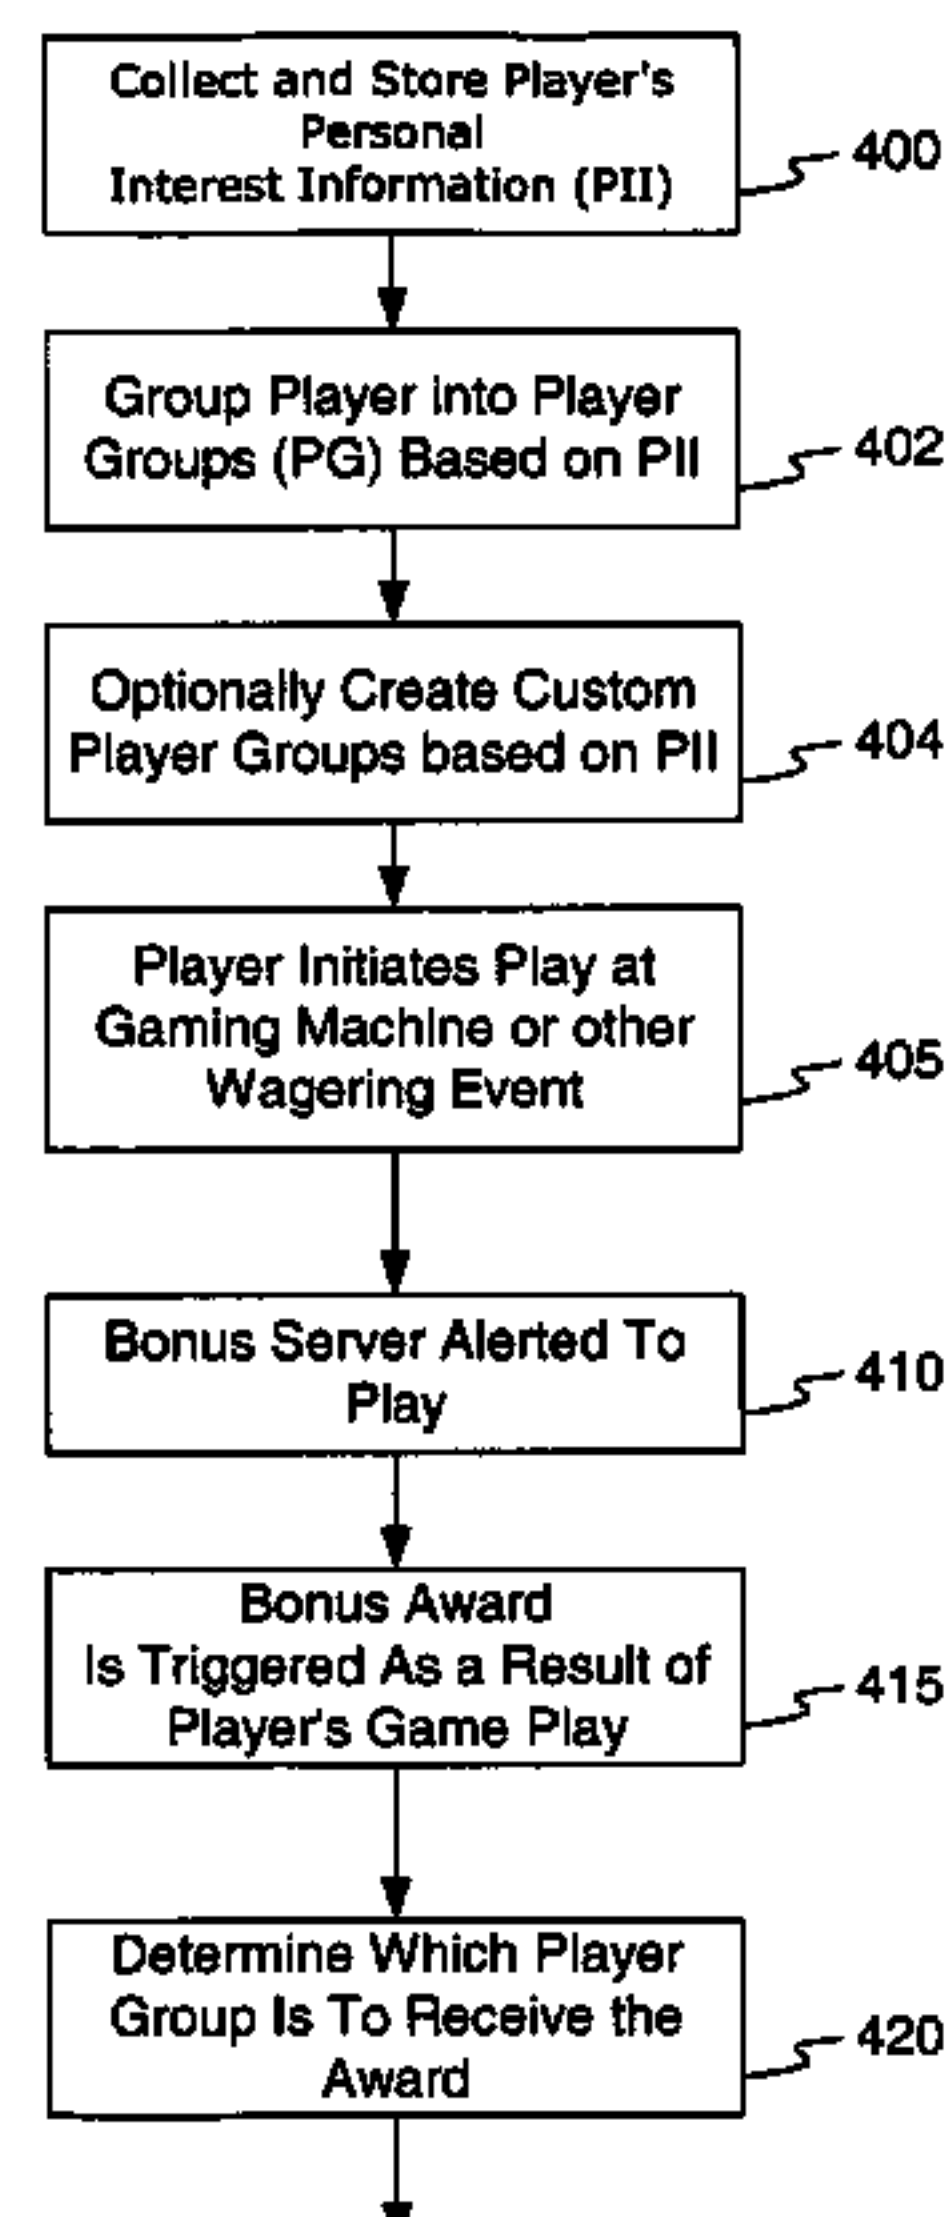 Collect and Store Player's
Personal
Interest Information (PII)
400
Group Player into Player
Groups (PG) Based on PII
402
Optionally Create Custom
Player Groups based on PII
404
Player Initiates Play at
Gaming Machine or other
Wagering Event
405
Bonus Server Alerted To
Play
410
Bonus Award
Is Triggered As a Result of
Player's Game Play
415
Determine Which Player
Group Is To Receive the
Award
420